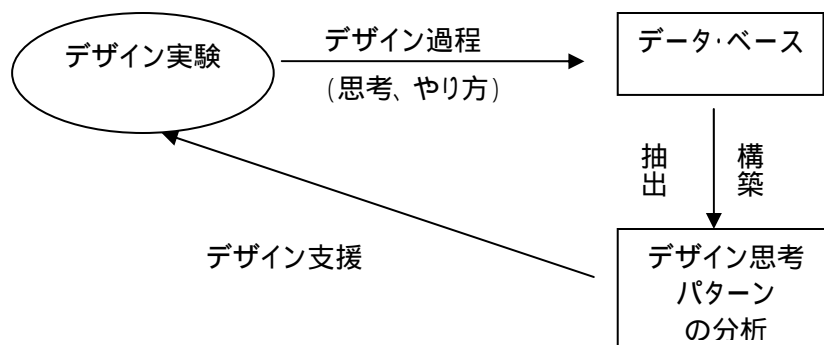 デザイン実験
デザイン過程
(思考、やり方)
データ・ベース
抽出
構築
デザイン支援
デザイン思考
パターン
の分析